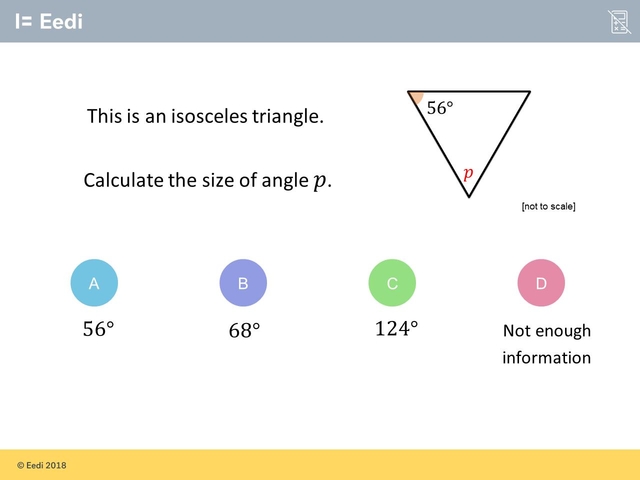 I= Eedi
This is an isosceles triangle.
56°
Calculate the size of angle p.
p
[not to scale]
A
B
C
D
56°
68°
124°
Not enough
information
© Eedi 2018